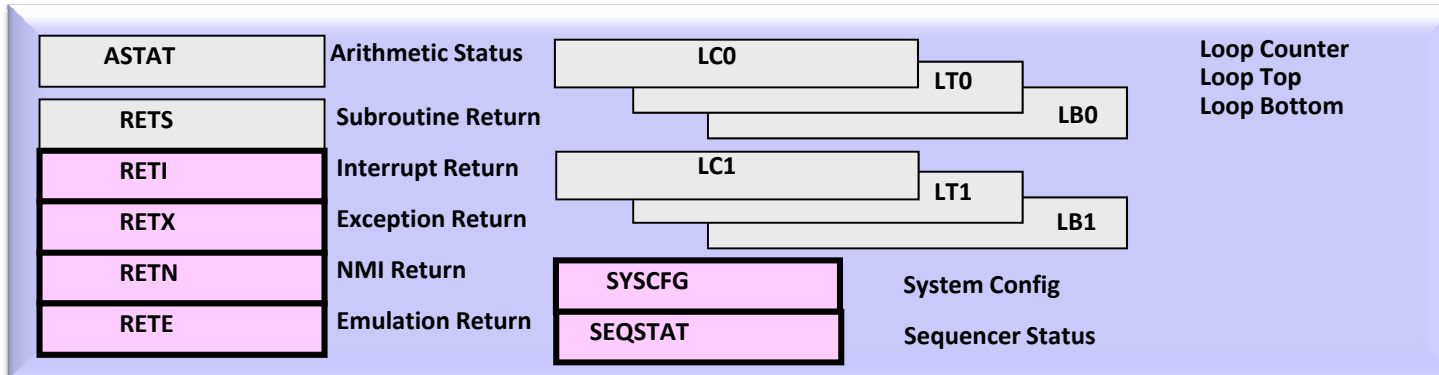 ASTAT Arithmetic Status
RETS Subroutine Return
RETI Interrupt Return
RETX Exception Return
RETN NMI Return
RETE Emulation Return
LC0
LT0
LB0
LC1
LT1
LB1
Loop Counter
Loop Top
Loop Bottom
SYSCFG System Config
SEQSTAT Sequencer Status